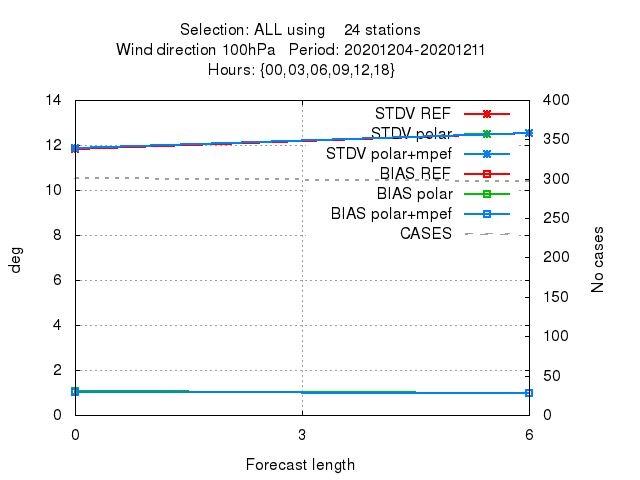 Selection: ALL using    24 stations
Wind direction 100hPa   Period: 20201204-20201211
Hours: {00,03,06,09,12,18}
14 400
STDV REF
12 STDV polar 350
STDV polar+mpef
10 BIAS REF 300
BIAS polar
BIAS polar+mpef 250
8 CASES
deg
No cases
200
6
150
4
100
2 50
0 0
0 3 6
Forecast length